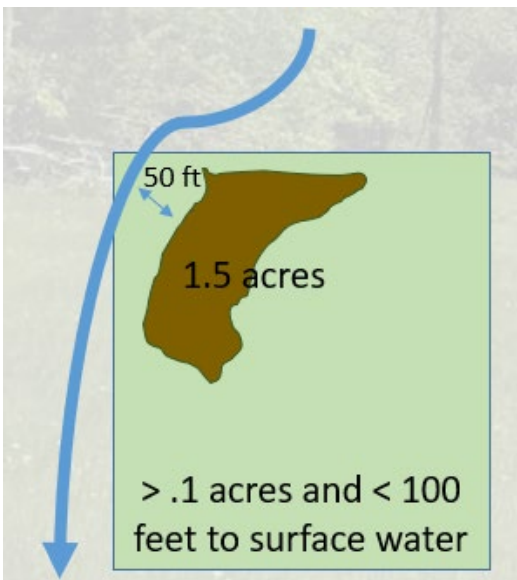 50 ft
1.5 acres
> .1 acres and < 100
feet to surface water